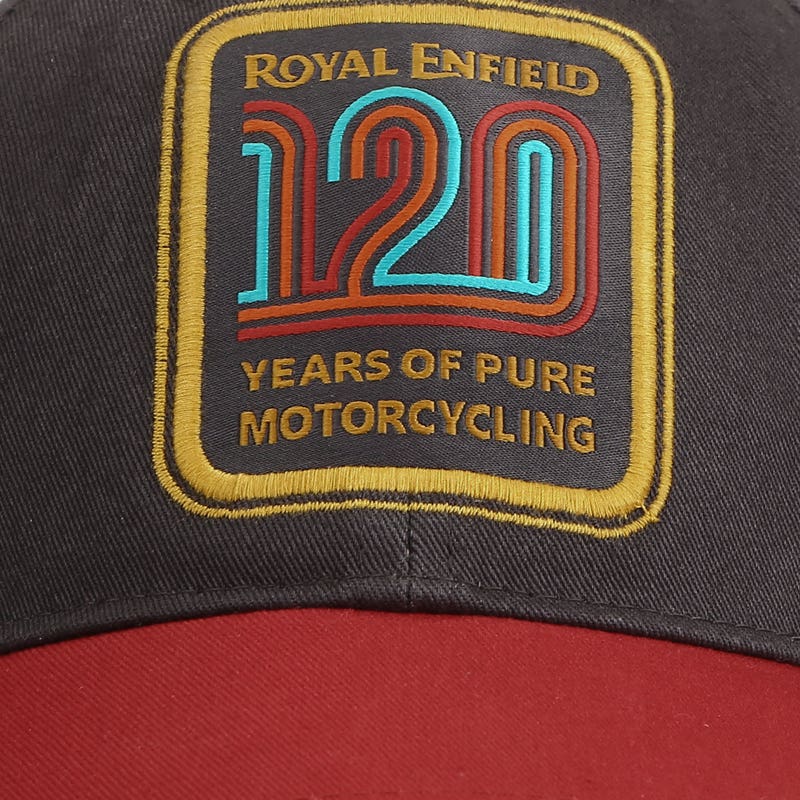 ROYAL ENFIELD
120
YEARS OF PURE
MOTORCYCLING